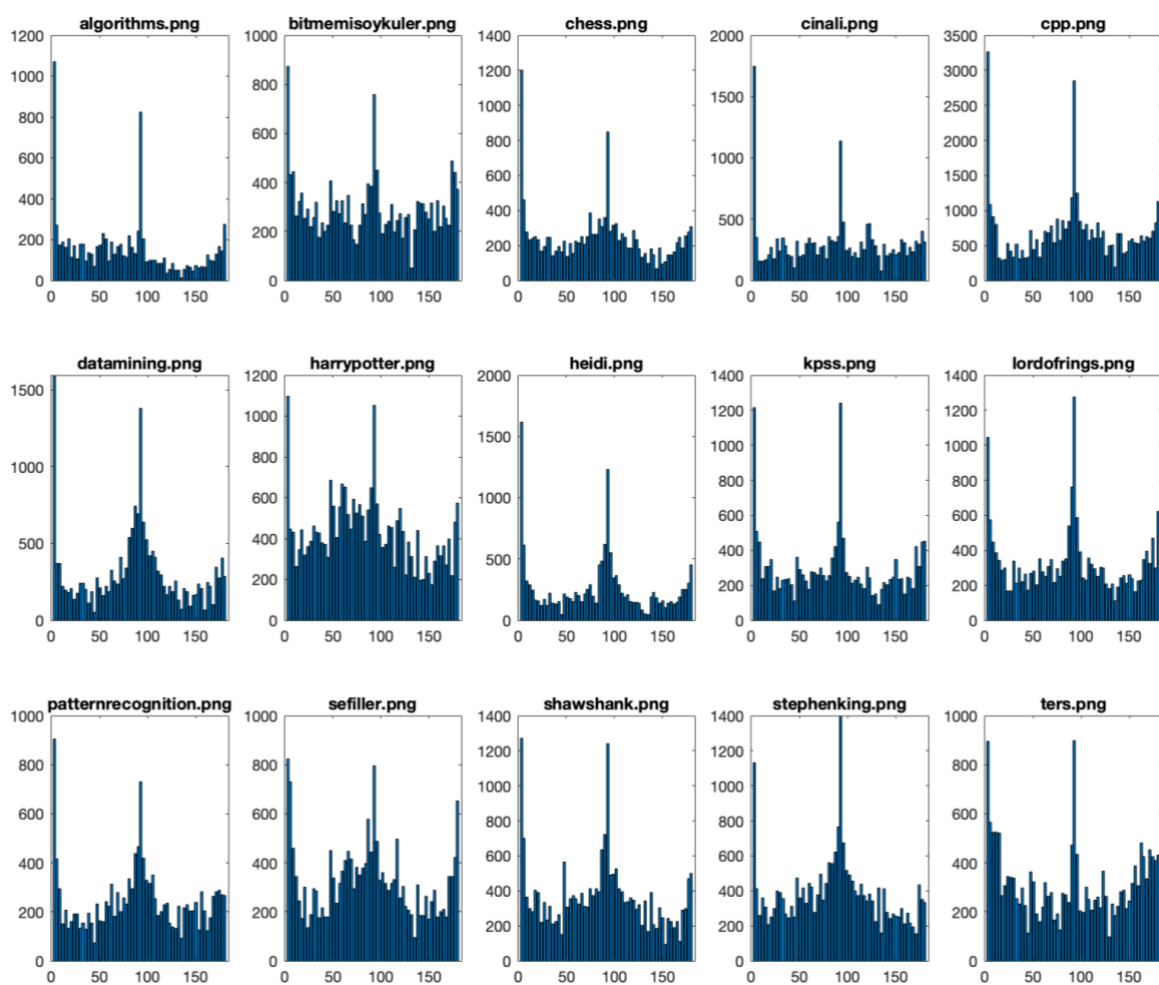 algorithms.png bitmemisoykuler.png chess.png cinali.png cpp.png
1200 1000 1400 2000 3500
1000 800 1200 1500 3000
800 600 1000 1000 2500
600 400 800 500 2000
400 200 600 0 1500
200 0 400 1000
0 200 500
0 0
0 50 100 150 0 50 100 150 0 50 100 150 0 50 100 150 0 50 100 150
datamining.png harrypotter.png heidi.png kpss.png lordofrings.png
1500 1200 2000 1400 1400
1000 1000 1500 1200 1200
500 800 1000 1000 1000
0 600 500 800 800
400 0 600 600
200 400 400
0 200 200
0 0
0 50 100 150 0 50 100 150 0 50 100 150 0 50 100 150 0 50 100 150
patternrecognition.png sefiller.png shawshank.png stephenking.png ters.png
1000 1000 1400 1400 1000
800 800 1200 1200 800
600 600 1000 1000 600
400 400 800 800 400
200 200 600 600 200
0 0 400 400 0
200 200
0 0
0 50 100 150 0 50 100 150 0 50 100 150 0 50 100 150 0 50 100 150